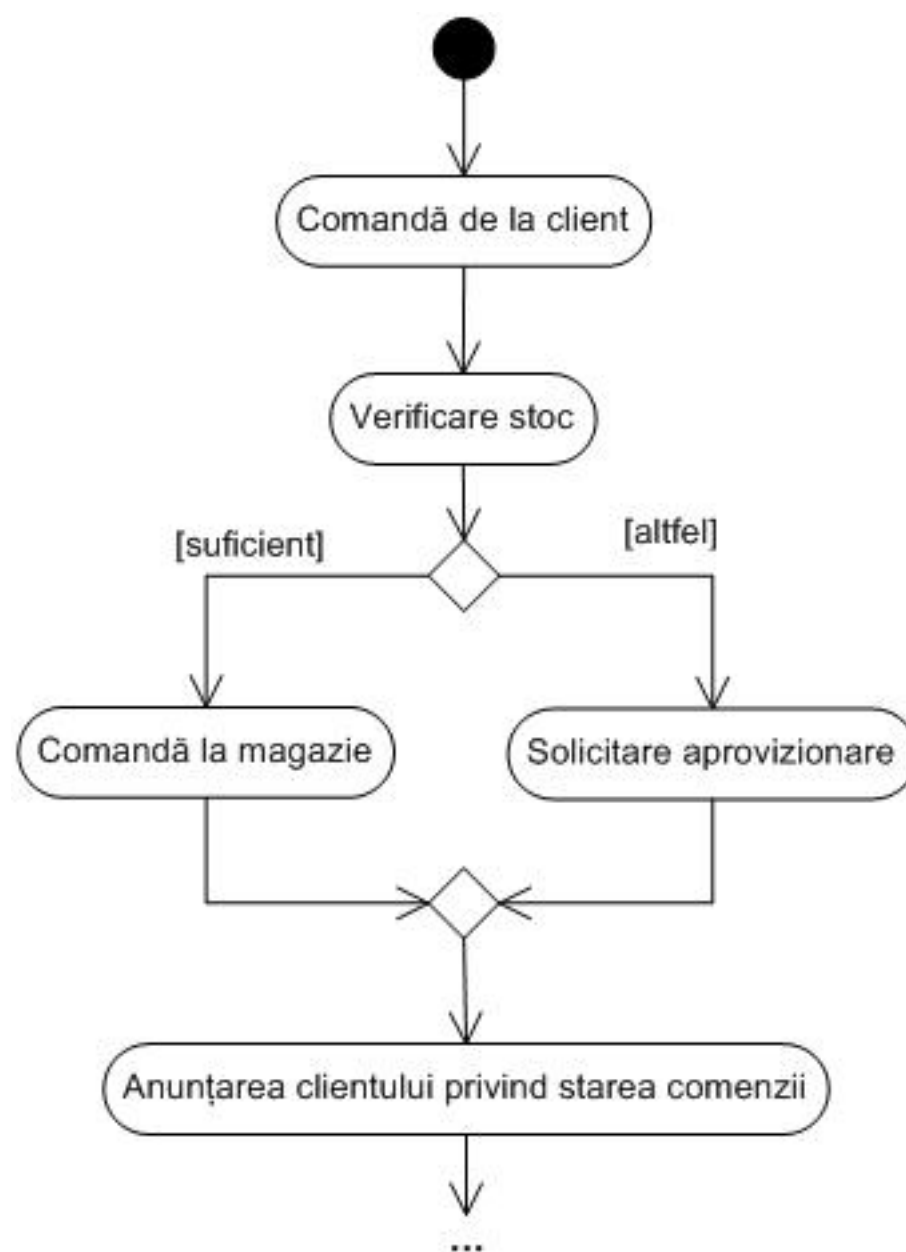 Comandă de la client
Verificare stoc
[suficient]
[altfel]
Comandă la magazie
Solicitare aprovizionare
Anunțarea clientului privind starea comenzii
...